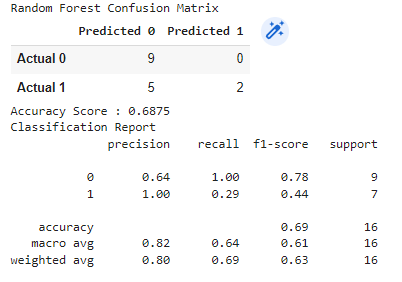 Random Forest Confusion Matrix
Predicted 0 Predicted 1
Actual 0 9 0
Actual 1 5 2
Accuracy Score : 0.6875
Classification Report
precision recall f1-score support
0 0.64 1.00 0.78 9
1 1.00 0.29 0.44 7
accuracy 0.69 16
macro avg 0.82 0.64 0.61 16
weighted avg 0.80 0.69 0.63 16